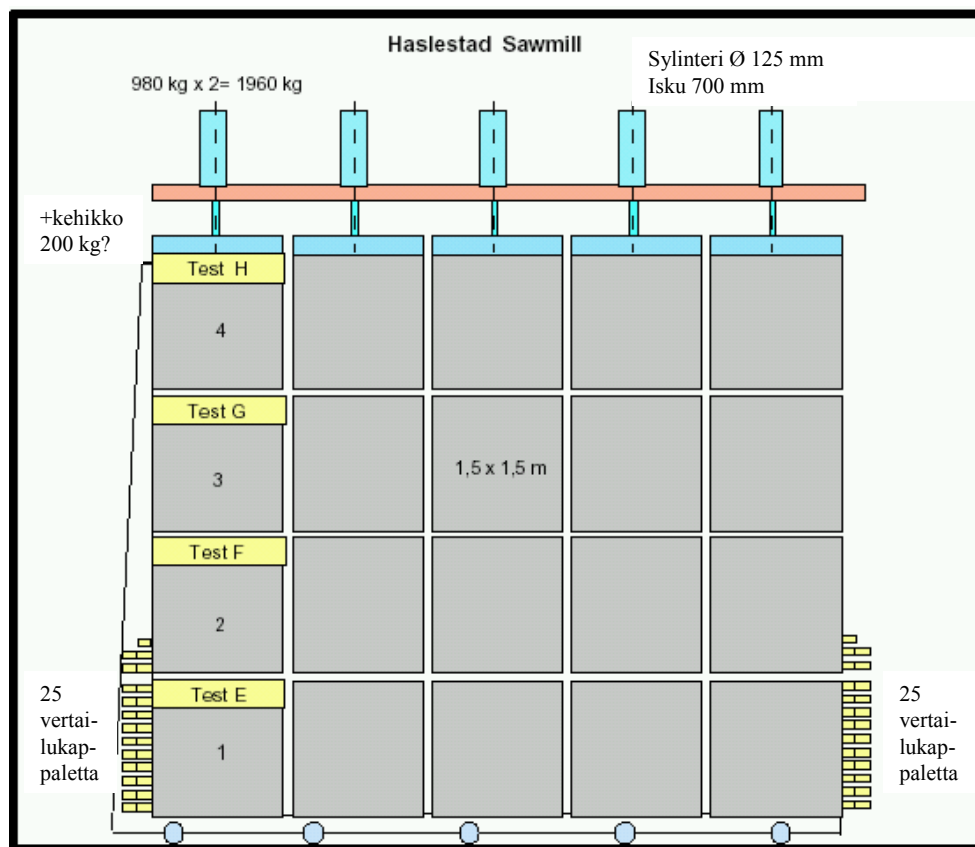 Haslestad Sawmill
980 kg x 2= 1960 kg
Sylinteri Ø 125 mm
Isku 700 mm
+kehikko
200 kg?
Test H
4
Test G
3
1,5 x 1,5 m
Test F
2
Test E
1
25
vertai-
lukap-
paletta
25
vertai-
lukap-
paletta